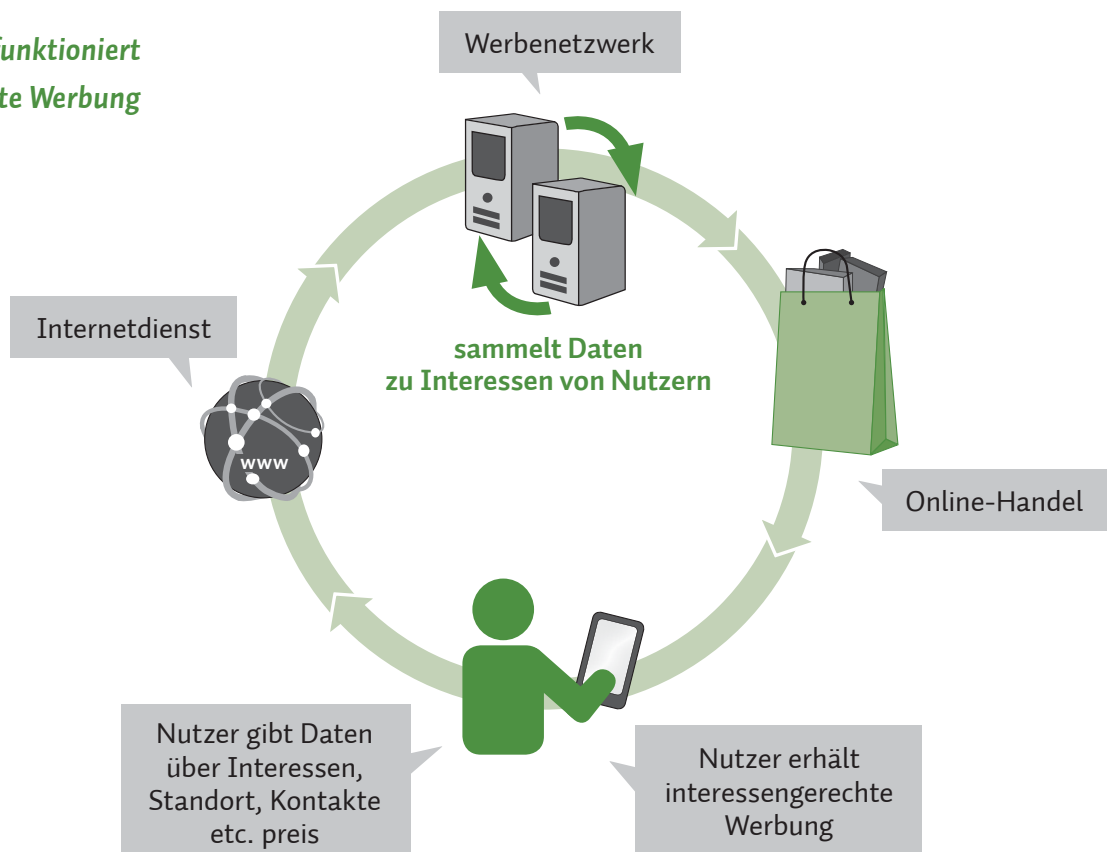 funktioniert
te Werbung
Werbenetzwerk
Internetdienst
sammelt Daten
zu Interessen von Nutzern
www
Online-Handel
Nutzer gibt Daten
über Interessen,
Standort, Kontakte
etc. preis
Nutzer erhält
interessengerechte
Werbung